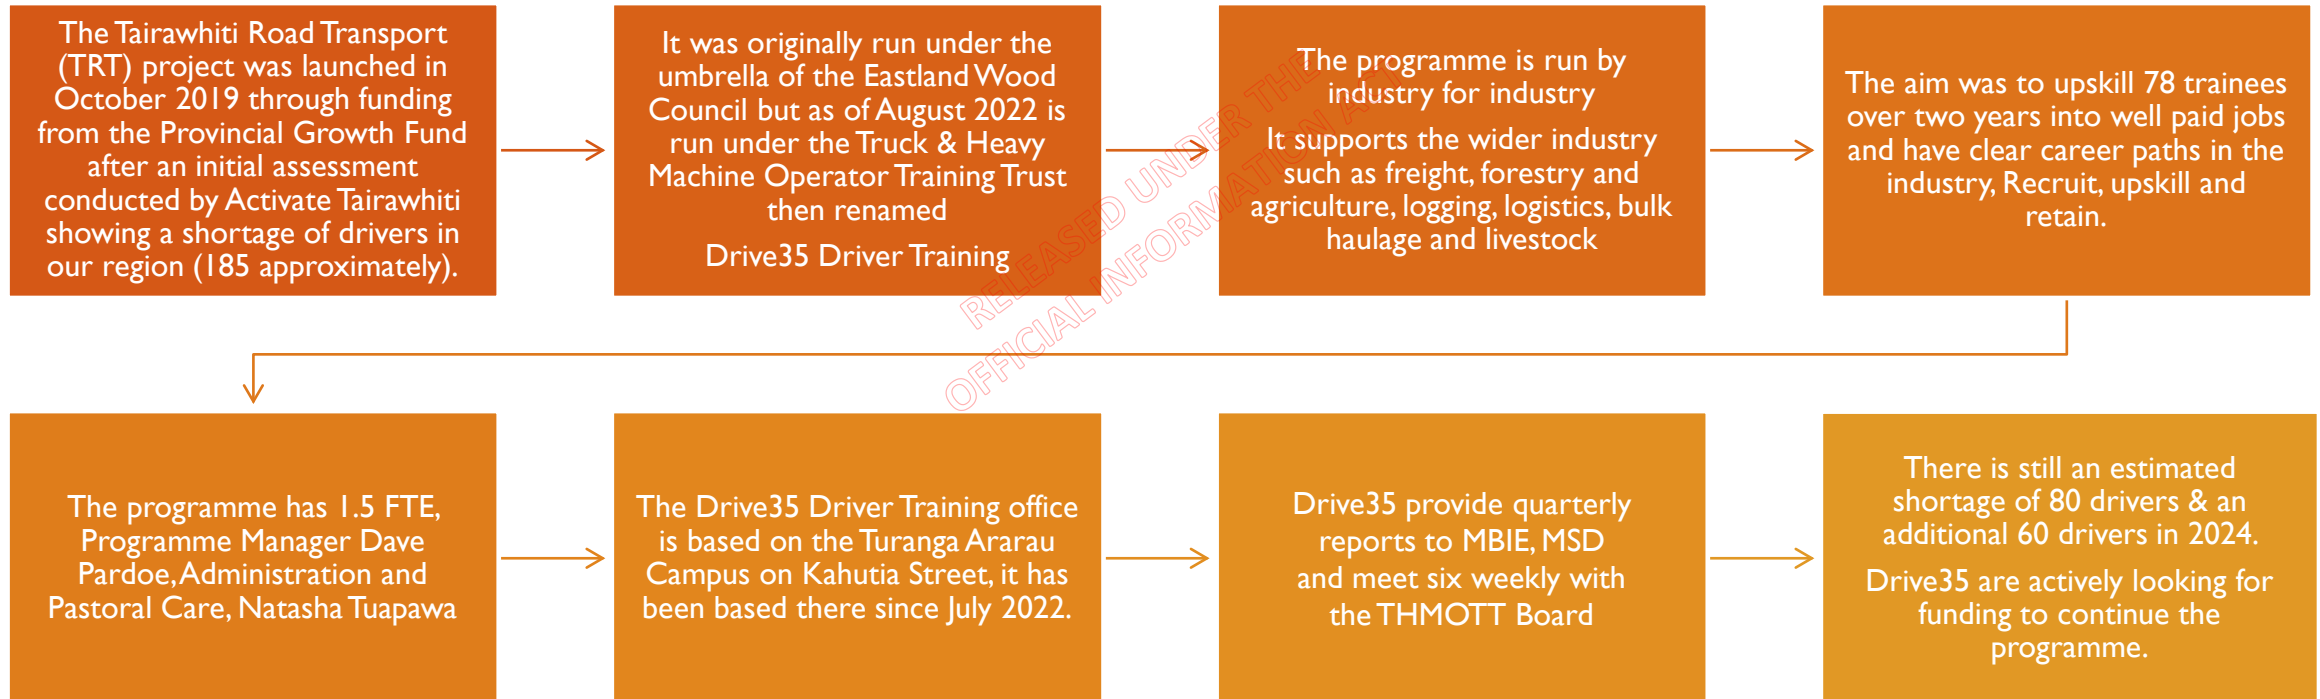 The Tairawhiti Road Transport
(TRT) project was launched in
October 2019 through funding
from the Provincial Growth Fund
after an initial assessment
conducted by Activate Tairawhiti
showing a shortage of drivers in
our region (185 approximately).
It was originally run under the
umbrella of the Eastland Wood
Council but as of August 2022 is
run under the Truck & Heavy
Machine Operator Training Trust
then renamed
Drive35 Driver Training
The programme is run by
industry for industry
It supports the wider industry
such as freight, forestry and
agriculture, logging, logistics, bulk
haulage and livestock
The aim was to upskill 78 trainees
over two years into well paid jobs
and have clear career paths in the
industry, Recruit, upskill and
retain.
The programme has 1.5 FTE,
Programme Manager Dave
Pardoe, Administration and
Pastoral Care, Natasha Tuapawa
The Drive35 Driver Training office
is based on the Turanga Ararau
Campus on Kahutia Street, it has
been based there since July 2022.
Drive35 provide quarterly
reports to MBIE, MSD
and meet six weekly with
the THMOTT Board
There is still an estimated
shortage of 80 drivers & an
additional 60 drivers in 2024.
Drive35 are actively looking for
funding to continue the
programme.
RELEASED UNDER THE
OFFICIAL INFORMATION ACT